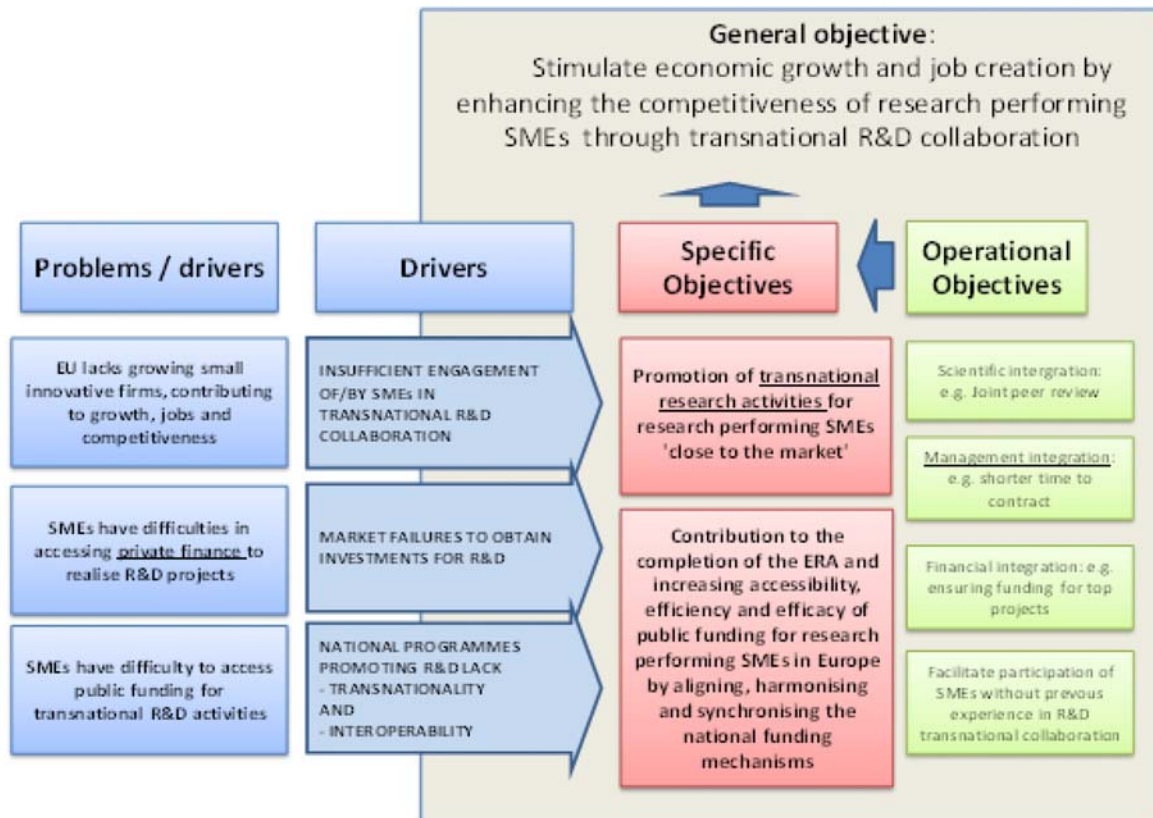 General objective:
Stimulate economic growth and job creation by
enhancing the competitiveness of research performing
SMEs through transnational R&D collaboration
Problems / drivers
Drivers
Specific
Objectives
Operational
Objectives
EU lacks growing small
innovative firms, contributing
to growth, jobs and
competitiveness
SMEs have difficulties in
accessing private finance to
realise R&D projects
SMEs have difficulty to access
public funding for
transnational R&D activities
INSUFFICIENT ENGAGEMENT
OF/BY SMEs IN
TRANSNATIONAL R&D
COLLABORATION
MARKET FAILURES TO OBTAIN
INVESTMENTS FOR R&D
NATIONAL PROGRAMMES
PROMOTING R&D LACK
- TRANSNATIONALITY
AND
- INTEROPERABILITY
Promotion of transnational
research activities for
research performing SMEs
'close to the market'
Contribution to the
completion of the ERA and
increasing accessibility,
efficiency and efficacy of
public funding for research
performing SMEs in Europe
by aligning, harmonising
and synchronising the
national funding
mechanisms
Scientific intergration:
e.g. Joint peer review
Management integration:
e.g. shorter time to
contract
Financial integration: e.g.
ensuring funding for top
projects
Facilitate participation of
SMEs without prevous
experience in R&D
transnational collaboration